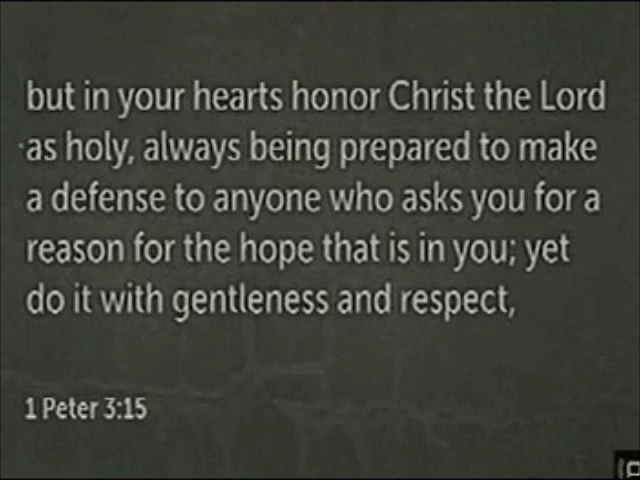 but in your hearts honor Christ the Lord
as holy, always being prepared to make
a defense to anyone who asks you for a
reason for the hope that is in you; yet
do it with gentleness and respect,
1 Peter 3:15